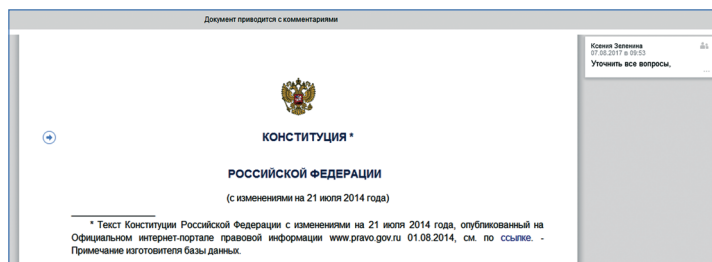 Документ приводится с комментариями
Ксения Зеленина
07.08.2017 в 09:53
Уточнить все вопросы,
...
КОНСТИТУЦИЯ *
РОССИЙСКОЙ ФЕДЕРАЦИИ
(с изменениями на 21 июля 2014 года)
* Текст Конституции Российской Федерации с изменениями на 21 июля 2014 года, опубликованный на
Официальном интернет-портале правовой информации www.pravo.gov.ru 01.08.2014, см. по ссылке. -
Примечание изготовителя базы данных.